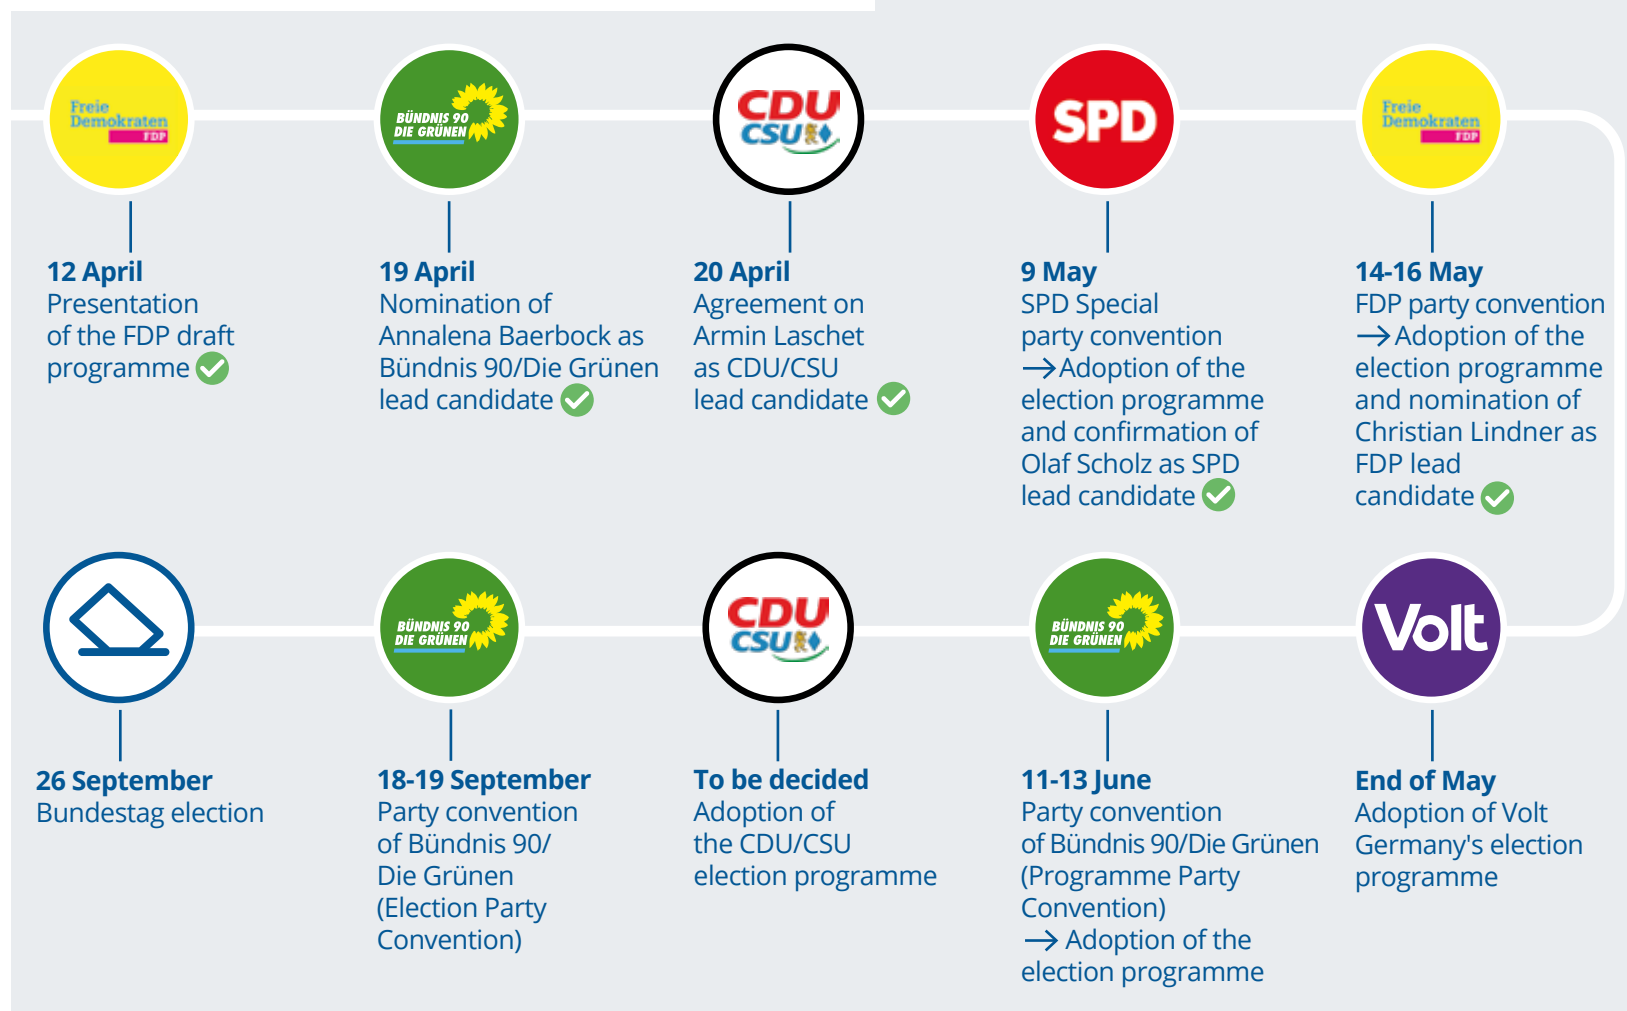 Freie
Demokraten
FDP
12 April
Presentation
of the FDP draft
programme
BÜNDNIS 90
DIE GRÜNEN
19 April
Nomination of
Annalena Baerbock as
Bündnis 90/Die Grünen
lead candidate
CDU
CSU
20 April
Agreement on
Armin Laschet
as CDU/CSU
lead candidate
SPD
9 May
SPD Special
party convention
→ Adoption of the
election programme
and confirmation of
Olaf Scholz as SPD
lead candidate
Freie
Demokraten
FDP
14-16 May
FDP party convention
→ Adoption of the
election programme
and nomination of
Christian Lindner as
FDP lead
candidate
Volt
End of May
Adoption of Volt
Germany's election
programme
BÜNDNIS 90
DIE GRÜNEN
11-13 June
Party convention
of Bündnis 90/Die Grünen
(Programme Party
Convention)
→ Adoption of the
election programme
CDU
CSU
To be decided
Adoption of
the CDU/CSU
election programme
BÜNDNIS 90
DIE GRÜNEN
18-19 September
Party convention
of Bündnis 90/
Die Grünen
(Election Party
Convention)
26 September
Bundestag election